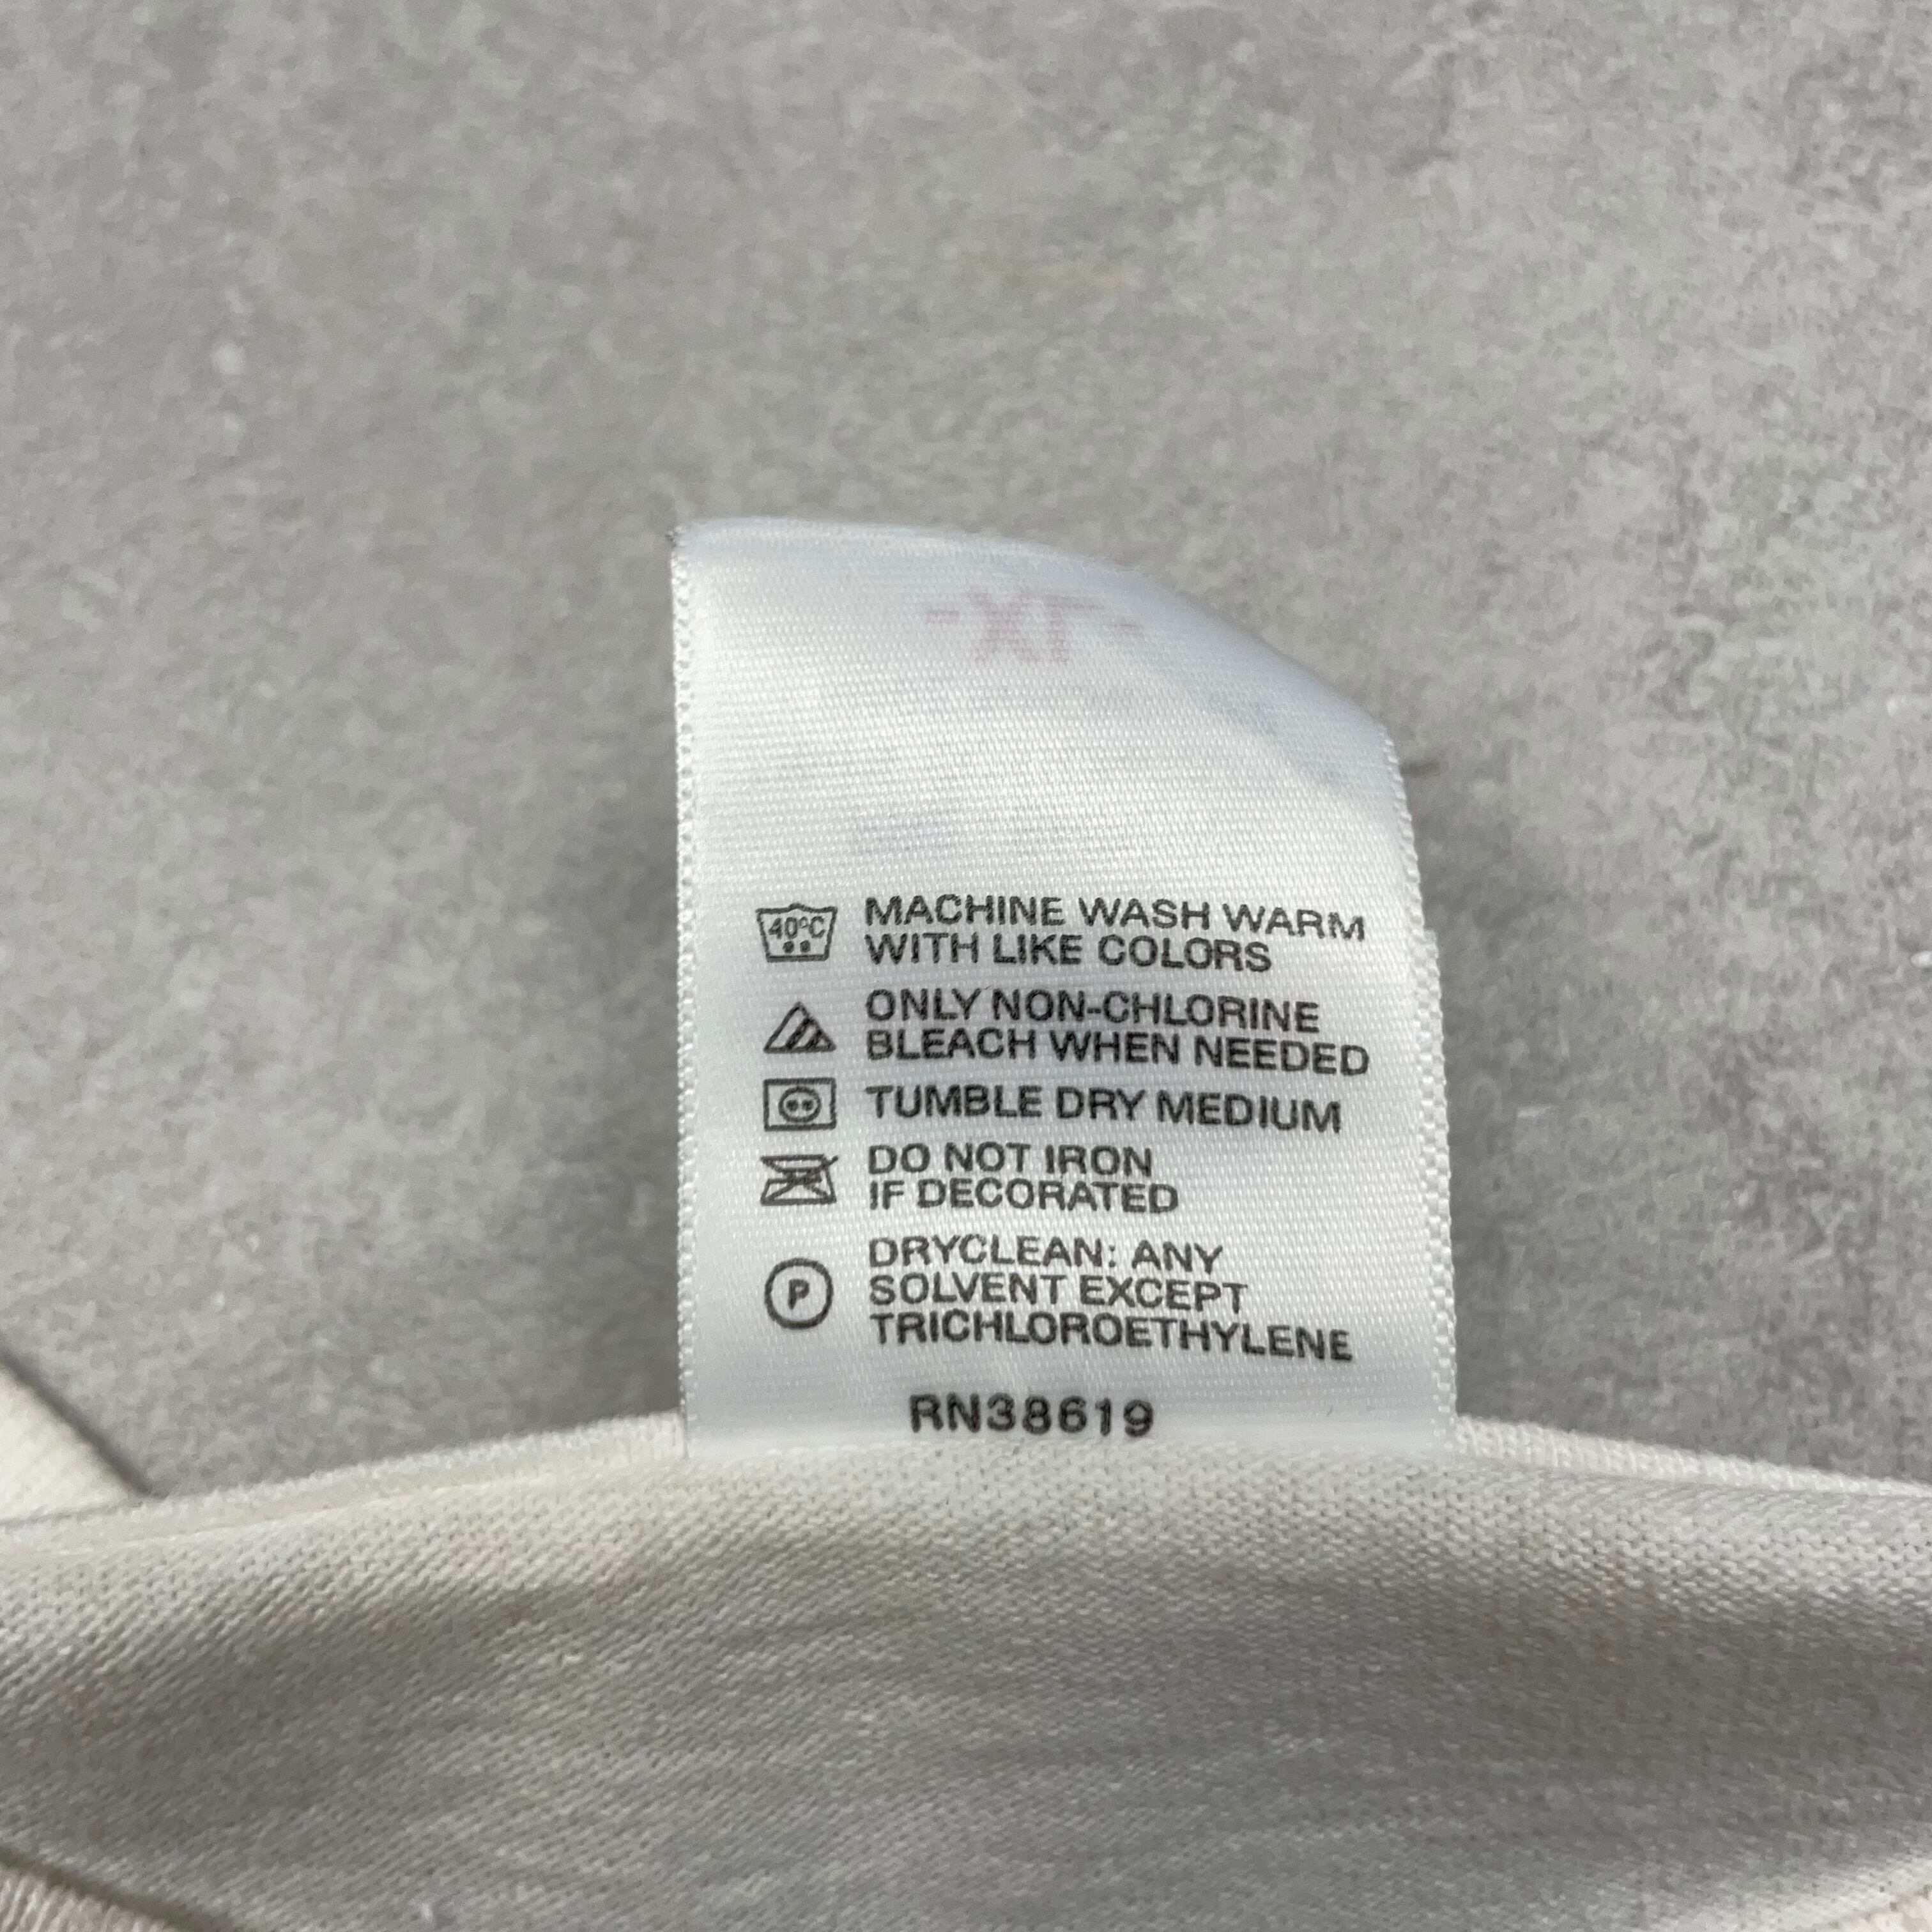 -XL-
40°C
MACHINE WASH WARM
WITH LIKE COLORS
ONLY NON-CHLORINE
BLEACH WHEN NEEDED
TUMBLE DRY MEDIUM
DO NOT IRON
IF DECORATED
P
DRYCLEAN: ANY
SOLVENT EXCEPT
TRICHLOROETHYLENE
RN38619